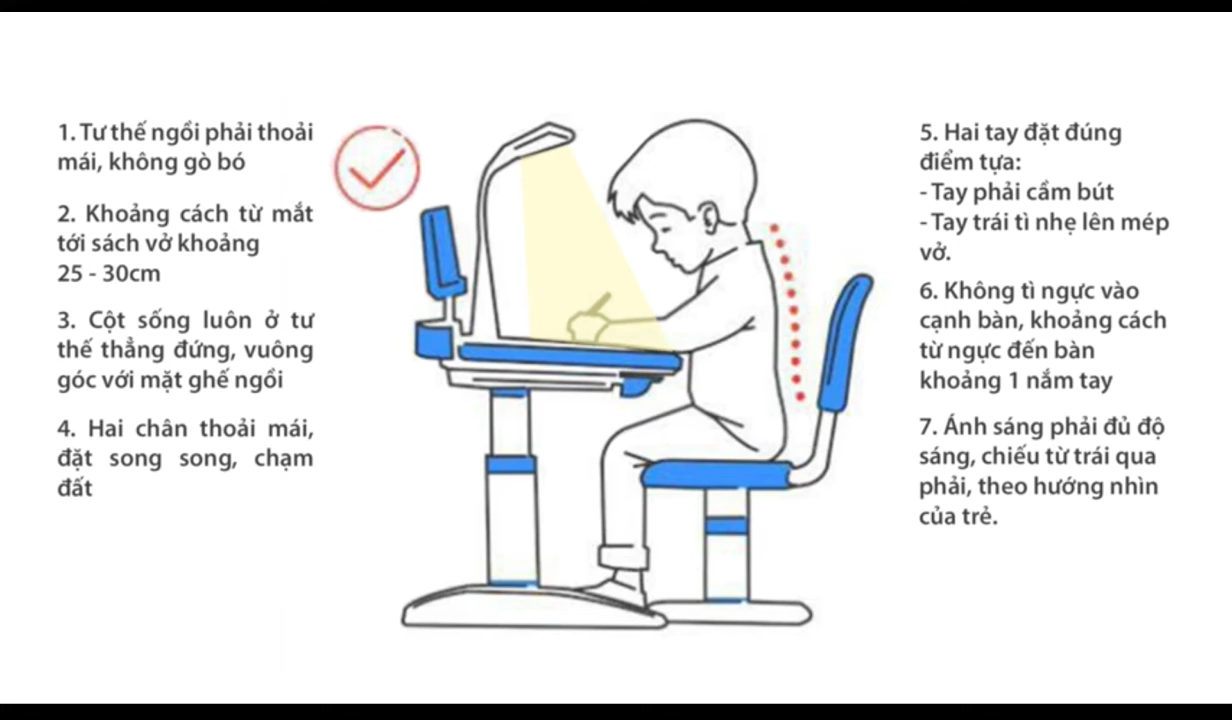 1. Tư thế ngồi phải thoải
mái, không gò bó
2. Khoảng cách từ mắt
tới sách vở khoảng
25 - 30cm
3. Cột sống luôn ở tư
thế thẳng đứng, vuông
góc với mặt ghế ngồi
4. Hai chân thoải mái,
đặt song song, chạm
đất
5. Hai tay đặt đúng
điểm tựa:
- Tay phải cầm bút
- Tay trái tì nhẹ lên mép
vở.
6. Không tì ngực vào
cạnh bàn, khoảng cách
từ ngực đến bàn
khoảng 1 nắm tay
7. Ánh sáng phải đủ độ
sáng, chiếu từ trái qua
phải, theo hướng nhìn
của trẻ.